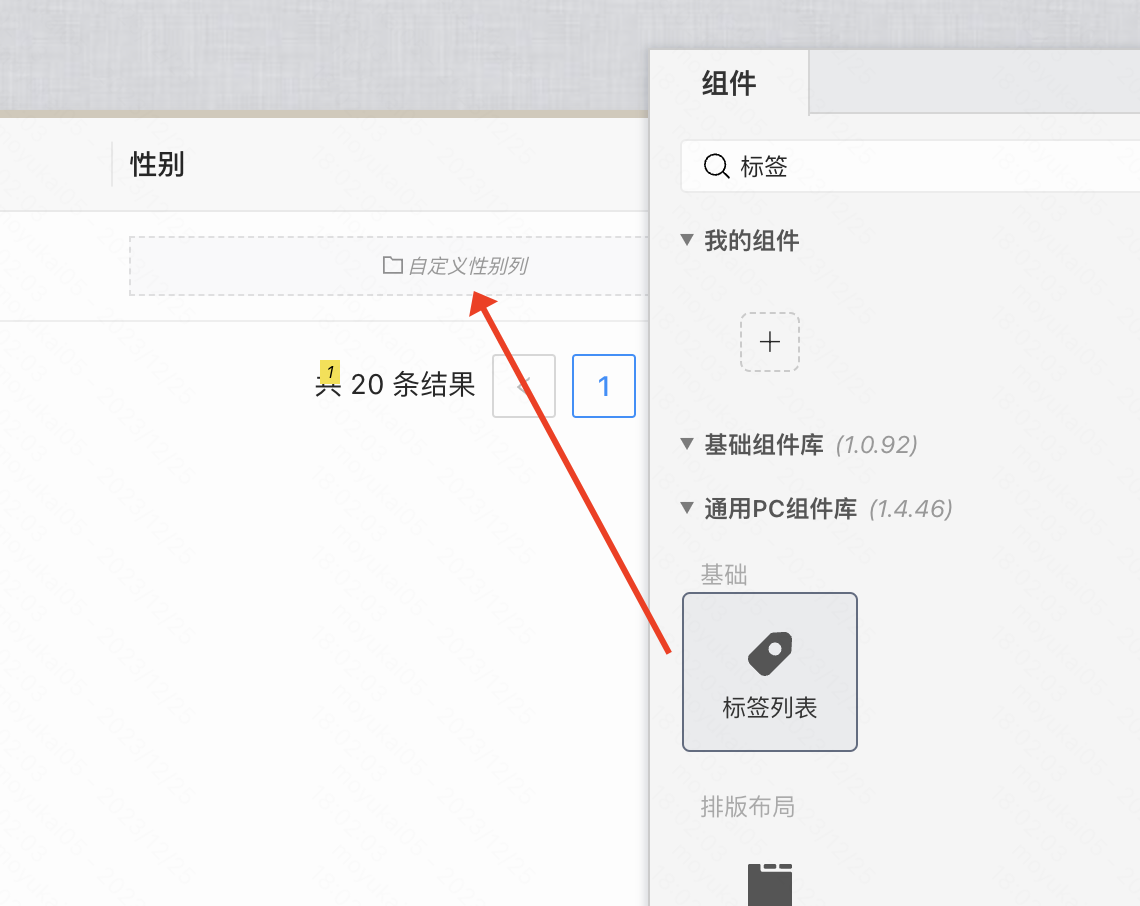 性别
自定义性别列
1
共 20 条结果
<
1
组件
标签
我的组件
+
基础组件库 (1.0.92)
通用PC组件库 (1.4.46)
基础
标签列表
排版布局